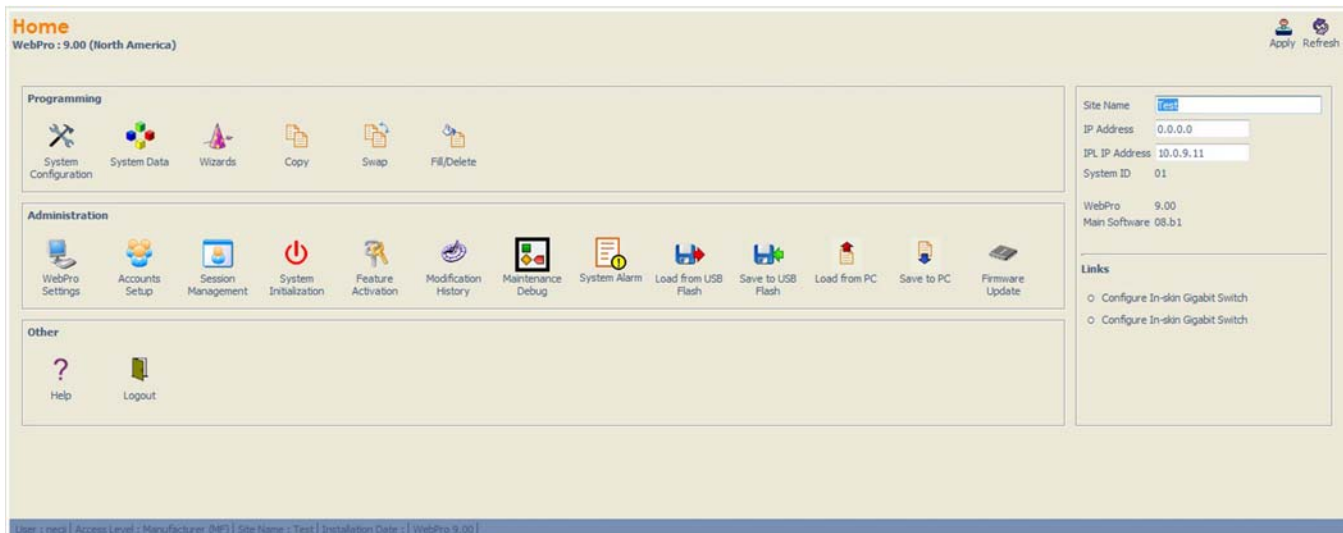 Home
WebPro : 9.00 (North America)
Apply Refresh
Programming
System Configuration
System Data
Wizards
Copy
Swap
Fill/Delete
Administration
WebPro Settings
Accounts Setup
Session Management
System Initialization
Feature Activation
Modification History
Maintenance Debug
System Alarm
Load from USB Flash
Save to USB Flash
Load from PC
Save to PC
Firmware Update
Other
? 
Help
Logout
Site Name Test
IP Address 0.0.0.0
IPL IP Address 10.0.9.11
System ID 01
WebPro 9.00
Main Software 08.b1
Links
Configure In-skin Gigabit Switch
Configure In-skin Gigabit Switch
User : necii | Access Level : Manufacturer (MF) | Site Name : Test | Installation Date : | WebPro 9.00 |